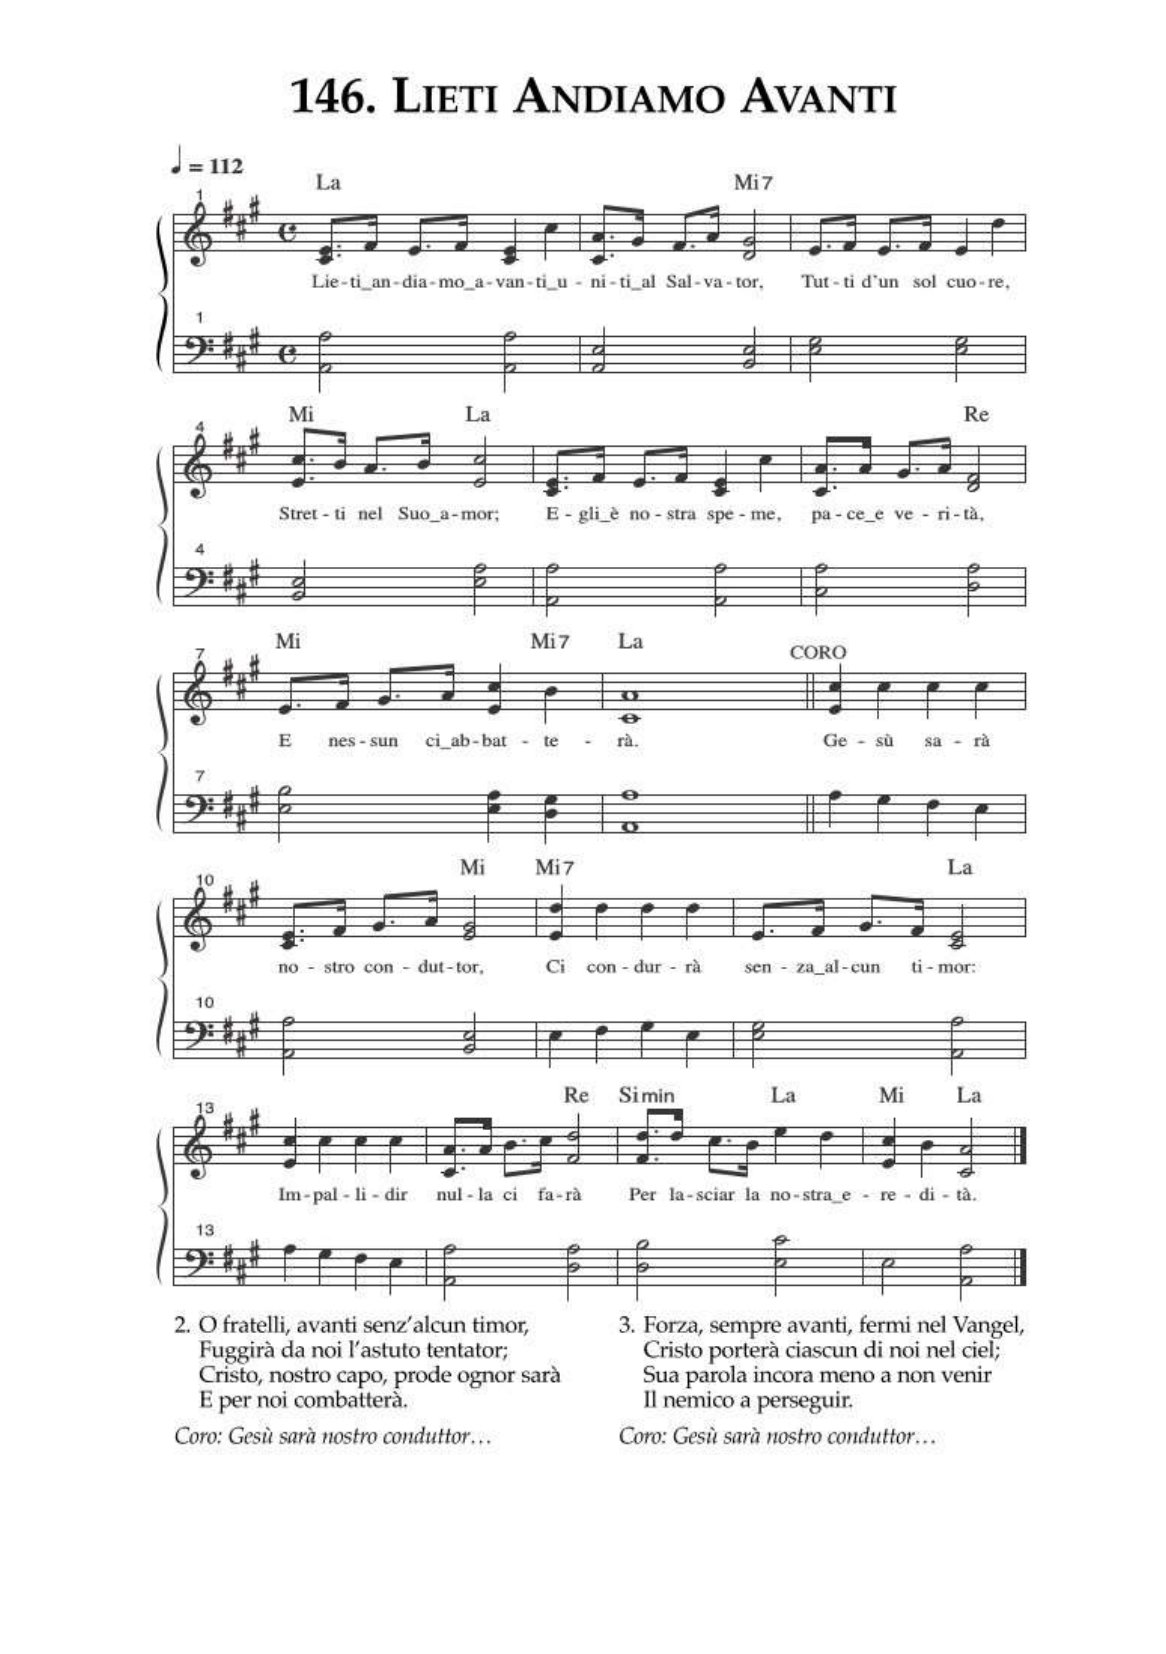 146. LIETI ANDIAMO AVANTI
♩ = 112
La Mi7
1
Lie-ti_an-dia-mo_a-van-ti_u - ni-ti_al Sal-va-tor, Tut-ti d'un sol cuo-re,
1
Mi La Re
4
Stret-ti nel Suo_a-mor; E-gli_è no-stra spe-me, pa-ce_e ve-ri-tà,
4
Mi Mi7 La CORO
7
E nes-sun ci_ab-bat - te - rà. Ge - sù sa - rà
7
Mi Mi7 La
10
no - stro con - dut-tor, Ci con-dur-rà sen - za_al-cun ti-mor:
10
Re Simin La Mi La
13
Im-pal-li-dir nul-la ci fa-rà Per la-sciar la no-stra_e - re-di-tà.
13
2. O fratelli, avanti senz'alcun timor,
Fuggirà da noi l'astuto tentator;
Cristo, nostro capo, prode ognor sarà
E per noi combatterà.
Coro: Gesù sarà nostro conduttor…
3. Forza, sempre avanti, fermi nel Vangel,
Cristo porterà ciascun di noi nel ciel;
Sua parola incora meno a non venir
Il nemico a perseguir.
Coro: Gesù sarà nostro conduttor…